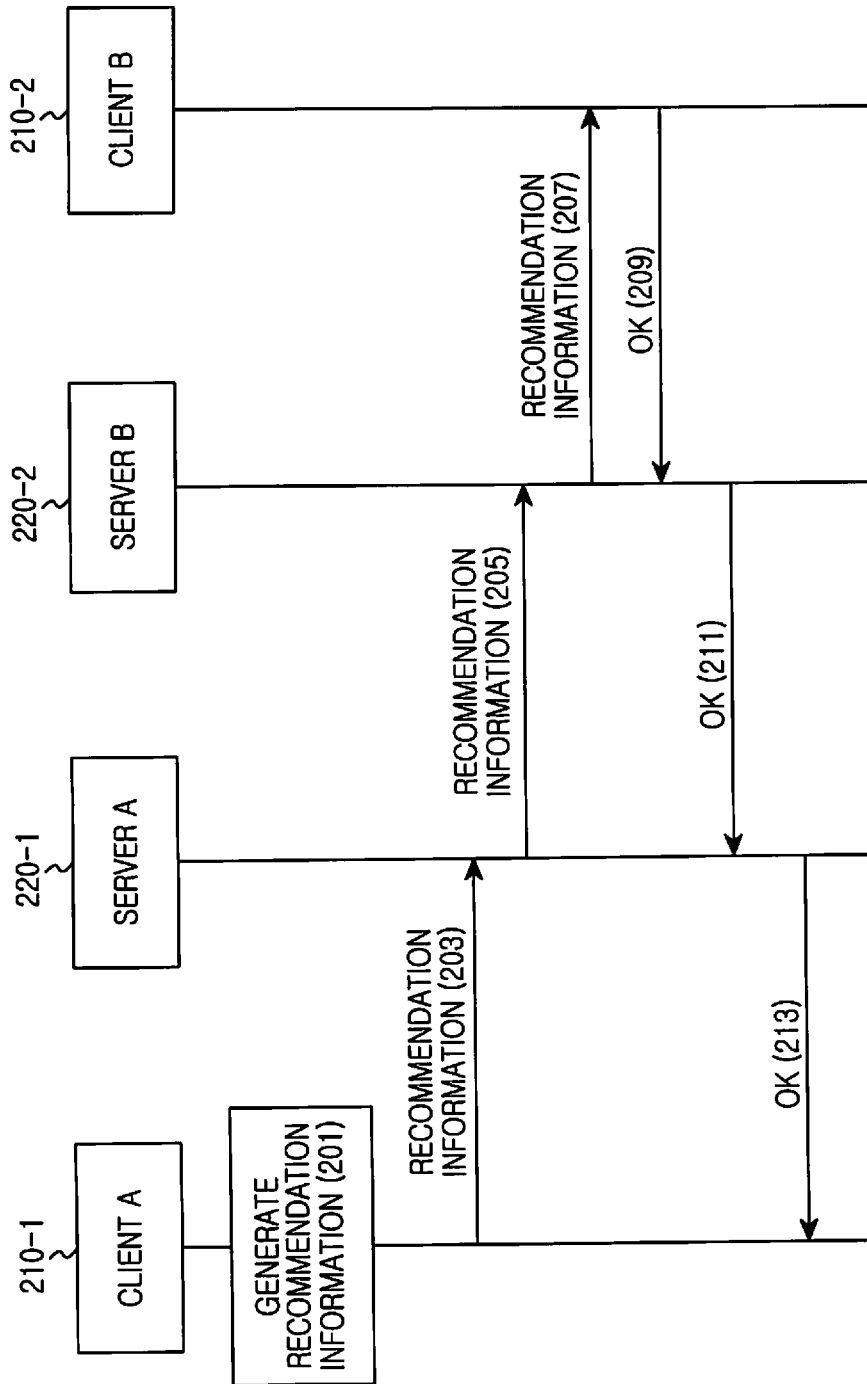 210-1
CLIENT A
220-1
SERVER A
220-2
SERVER B
210-2
CLIENT B
GENERATE
RECOMMENDATION
INFORMATION (201)
RECOMMENDATION
INFORMATION (203)
RECOMMENDATION
INFORMATION (205)
RECOMMENDATION
INFORMATION (207)
OK (209)
OK (211)
OK (213)